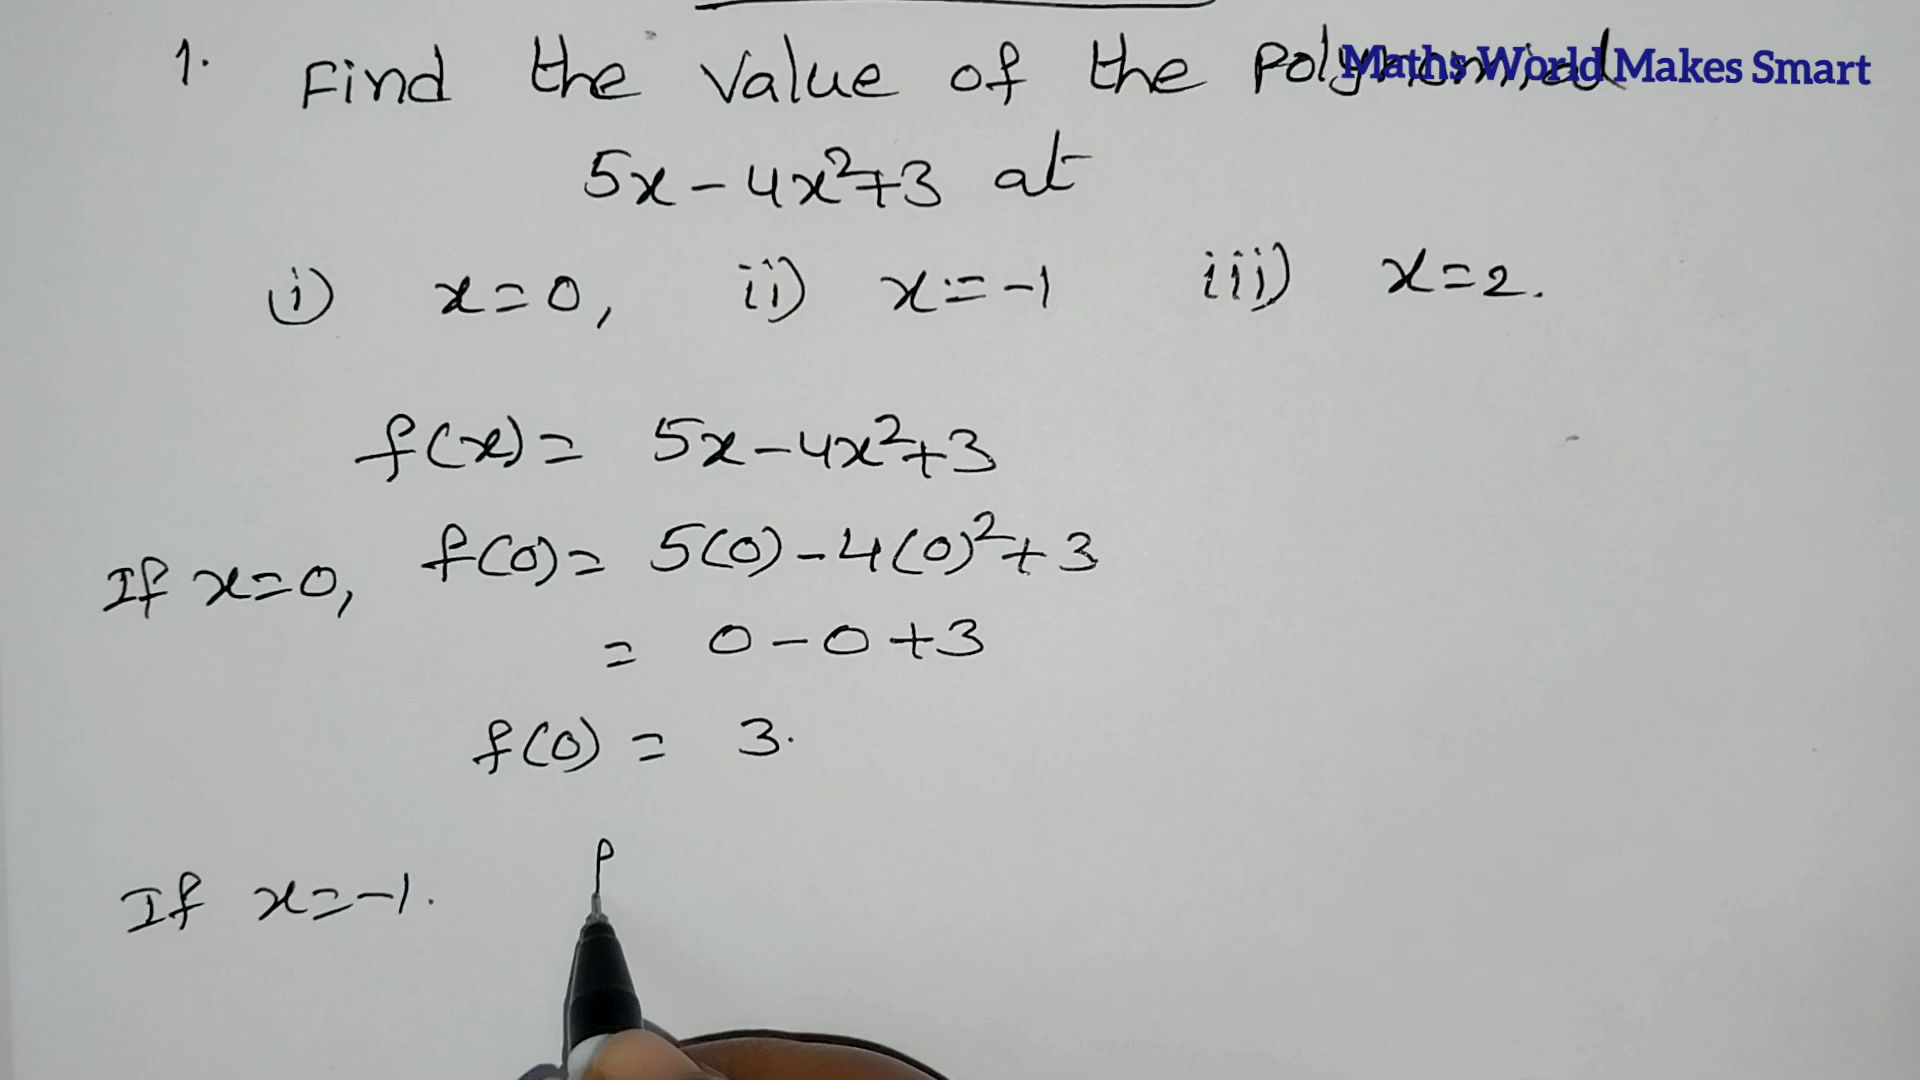 1. Find the Value of the Polynomial
Maths World Makes Smart
5x - 4x²+3 at
i) x=0, ii) x=-1 iii) x=2.
f(x)= 5x-4x²+3
If x=0, f(0)= 5(0)-4(0)²+3
= 0-0+3
f(0) = 3.
If x=-1. f